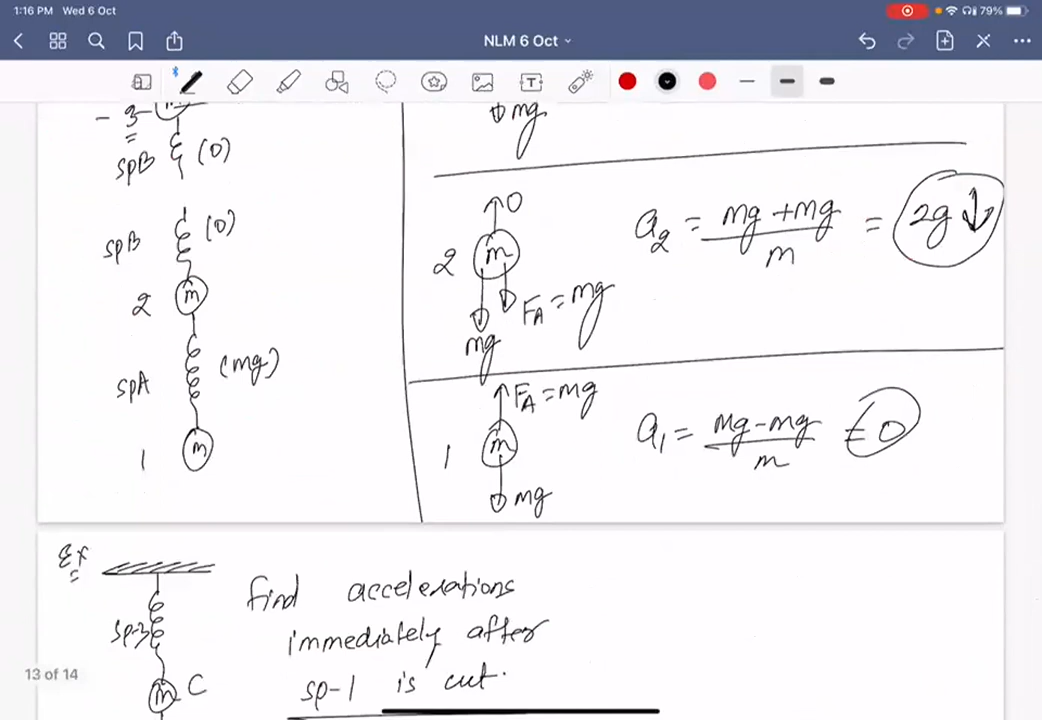 1:16 PM Wed 6 Oct
79%
NLM 6 Oct
- 3 -
SpB (0)
mg
SpB (0)
2 m
SpA (mg)
1 m
0
2 m
FA = mg
mg
a2 = mg + mg / m = 2g ↓
FA = mg
1 m
mg
a1 = mg - mg / m = 0
Ex
Sp-3
m C
find accelerations
immediately after
sp-1 is cut.
13 of 14